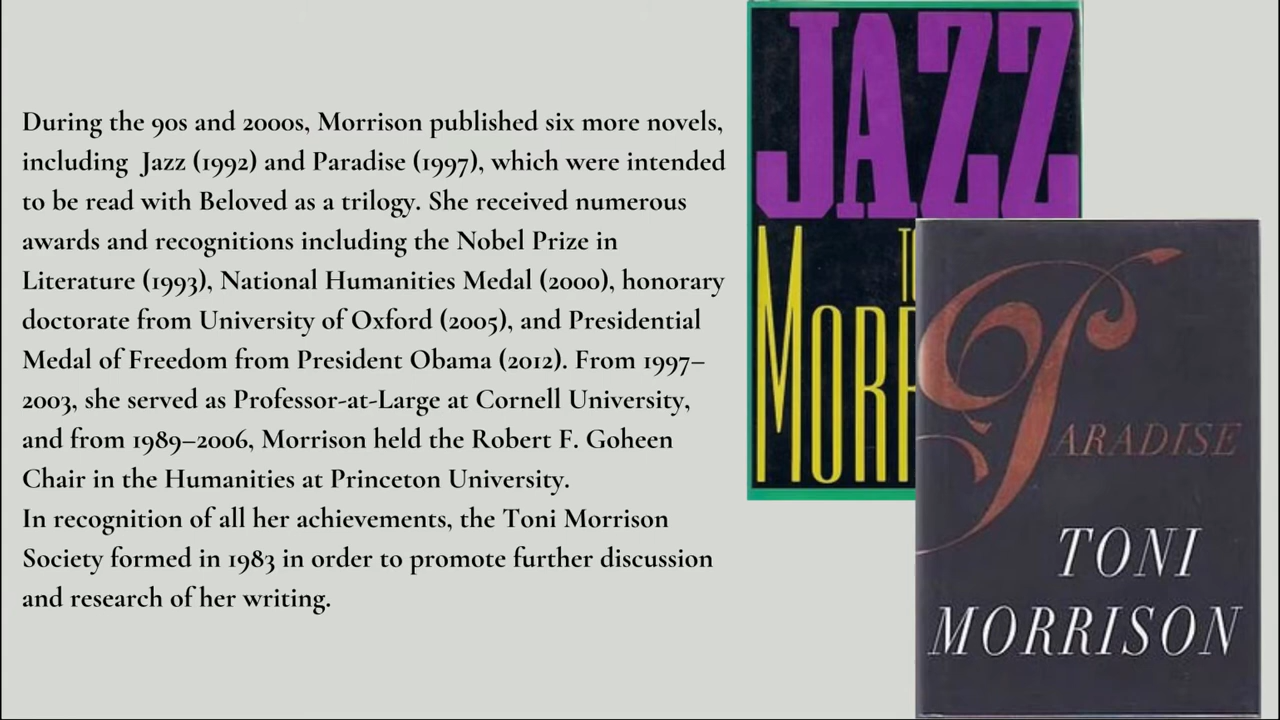 During the 90s and 2000s, Morrison published six more novels,
including Jazz (1992) and Paradise (1997), which were intended
to be read with Beloved as a trilogy. She received numerous
awards and recognitions including the Nobel Prize in
Literature (1993), National Humanities Medal (2000), honorary
doctorate from University of Oxford (2005), and Presidential
Medal of Freedom from President Obama (2012). From 1997–
2003, she served as Professor-at-Large at Cornell University,
and from 1989–2006, Morrison held the Robert F. Goheen
Chair in the Humanities at Princeton University.
In recognition of all her achievements, the Toni Morrison
Society formed in 1983 in order to promote further discussion
and research of her writing.
JAZZ
PARADISE
TONI
MORRISON